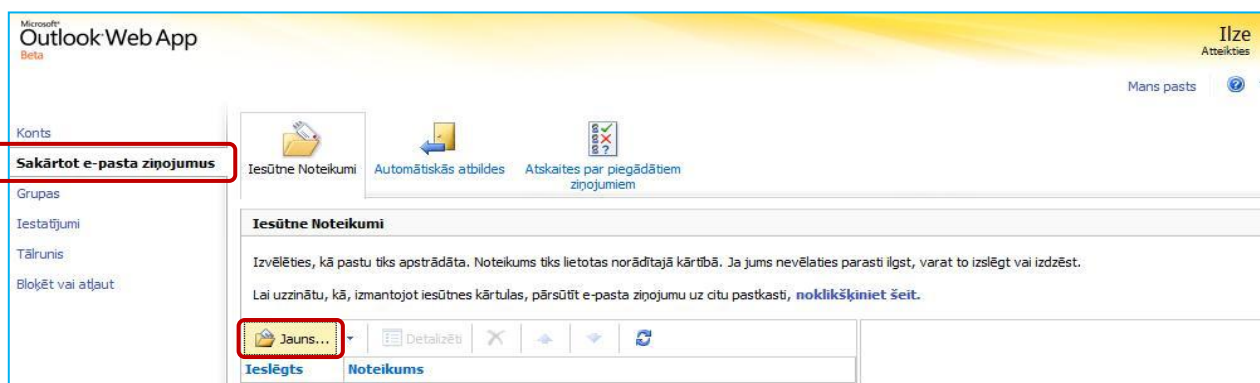 Microsoft®
Outlook Web App
Beta
Ilze
Atteikties
Mans pasts
Konts
Sakārtot e-pasta ziņojumus
Grupas
Iestatījumi
Tālrunis
Bloķēt vai atļaut
Iesūtne Noteikumi
Automātiskās atbildes
Atskaites par piegādātiem
ziņojumiem
Iesūtne Noteikumi
Izvēlēties, kā pastu tiks apstrādāta. Noteikums tiks lietotas norādītajā kārtībā. Ja jums nevēlaties parasti ilgst, varat to izslēgt vai izdzēst.
Lai uzzinātu, kā, izmantojot iesūtnes kārtulas, pārsūtīt e-pasta ziņojumu uz citu pastkasti, noklikšķiniet šeit.
Jauns... Detalizēti
Ieslēgts Noteikums